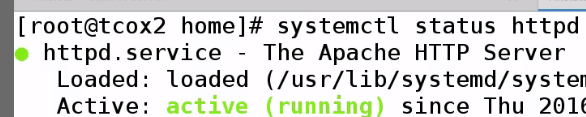 [root@tcox2 home]# systemctl status httpd
● httpd.service - The Apache HTTP Server
Loaded: loaded (/usr/lib/systemd/system
Active: active (running) since Thu 2016